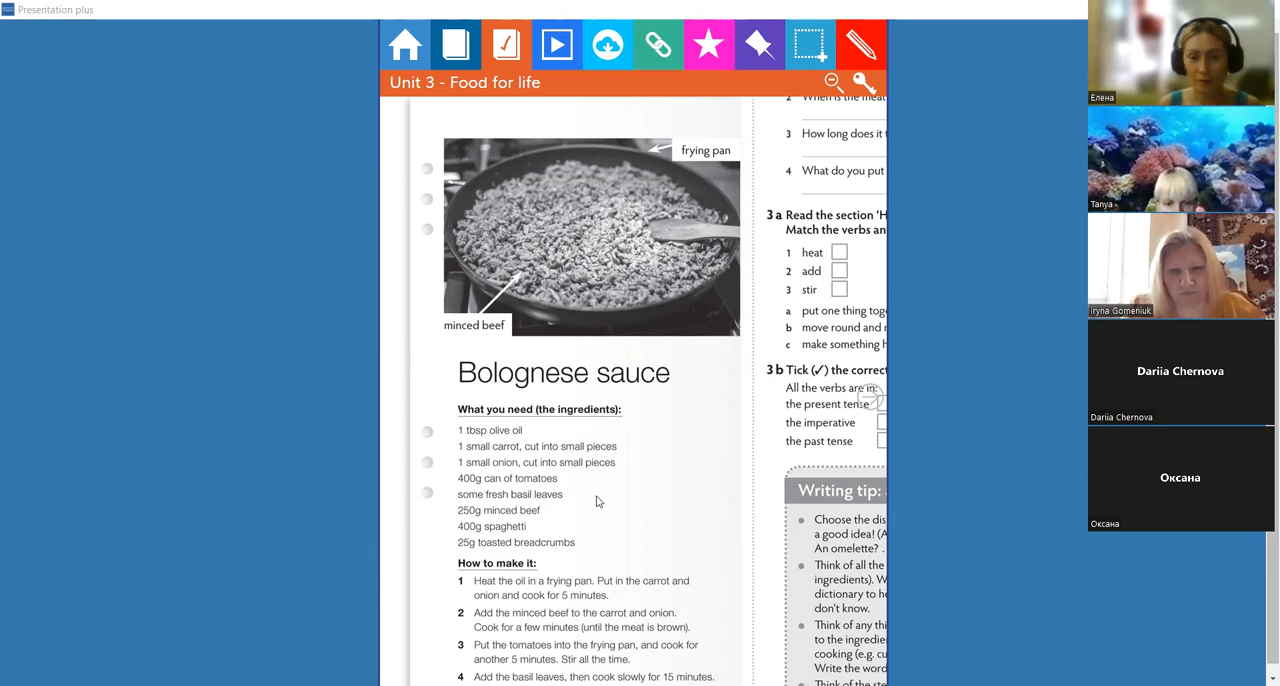 Presentation plus
Unit 3 - Food for life
frying pan
minced beef
Bolognese sauce
What you need (the ingredients):
1 tbsp olive oil
1 small carrot, cut into small pieces
1 small onion, cut into small pieces
400g can of tomatoes
some fresh basil leaves
250g minced beef
400g spaghetti
25g toasted breadcrumbs
How to make it:
1 Heat the oil in a frying pan. Put in the carrot and
onion and cook for 5 minutes.
2 Add the minced beef to the carrot and onion.
Cook for a few minutes (until the meat is brown).
3 Put the tomatoes into the frying pan, and cook for
another 5 minutes. Stir all the time.
4 Add the basil leaves, then cook slowly for 15 minutes.
2 When is the meat
3 How long does it
4 What do you put
3 a Read the section 'H
Match the verbs an
1 heat
2 add
3 stir
a put one thing tog
b move round and
c make something h
3 b Tick (✓) the correct
All the verbs are in:
the present tense
the imperative
the past tense
Writing tip:
Choose the dis
a good idea! (A
An omelette?
Think of all the
ingredients). W
dictionary to he
don't know.
Think of any thi
to the ingredie
cooking (e.g. cu
Write the word
Think of the ste
Елена
Tanya
Iryna Gomeniuk
Dariia Chernova
Dariia Chernova
Оксана
Оксана